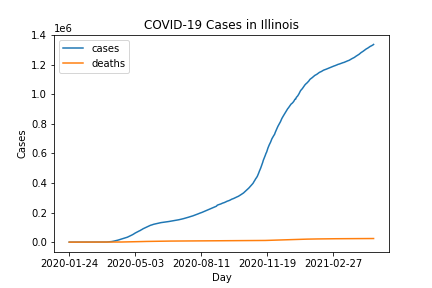 COVID-19 Cases in Illinois
1e6
1.4
1.2
1.0
0.8
0.6
0.4
0.2
0.0
cases
deaths
Cases
2020-01-24 2020-05-03 2020-08-11 2020-11-19 2021-02-27
Day